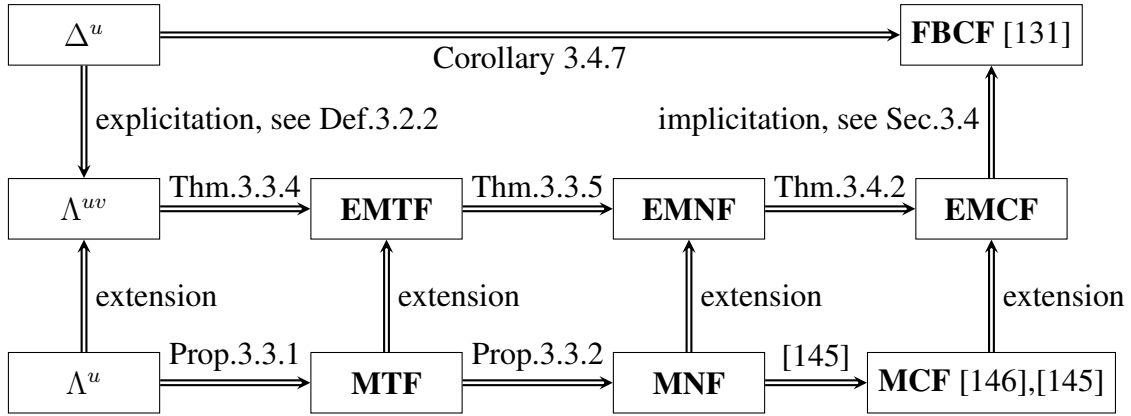 Δ^u
FBCF [131]
Corollary 3.4.7
explicitation, see Def.3.2.2
implicitation, see Sec.3.4
Λ^{uv}
Thm.3.3.4
EMTF
Thm.3.3.5
EMNF
Thm.3.4.2
EMCF
extension
extension
extension
extension
Λ^u
Prop.3.3.1
MTF
Prop.3.3.2
MNF
[145]
MCF [146],[145]